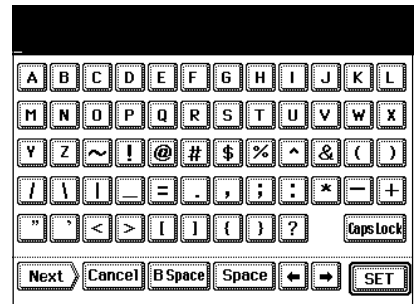 _
A B C D E F G H I J K L
M N O P Q R S T U V W X
Y Z ~ ! @ # $ % ^ & ( )
/ \ | _ = . , ; : * - +
" ' < > [ ] { } ? Caps Lock
Next Cancel B Space Space ← → SET